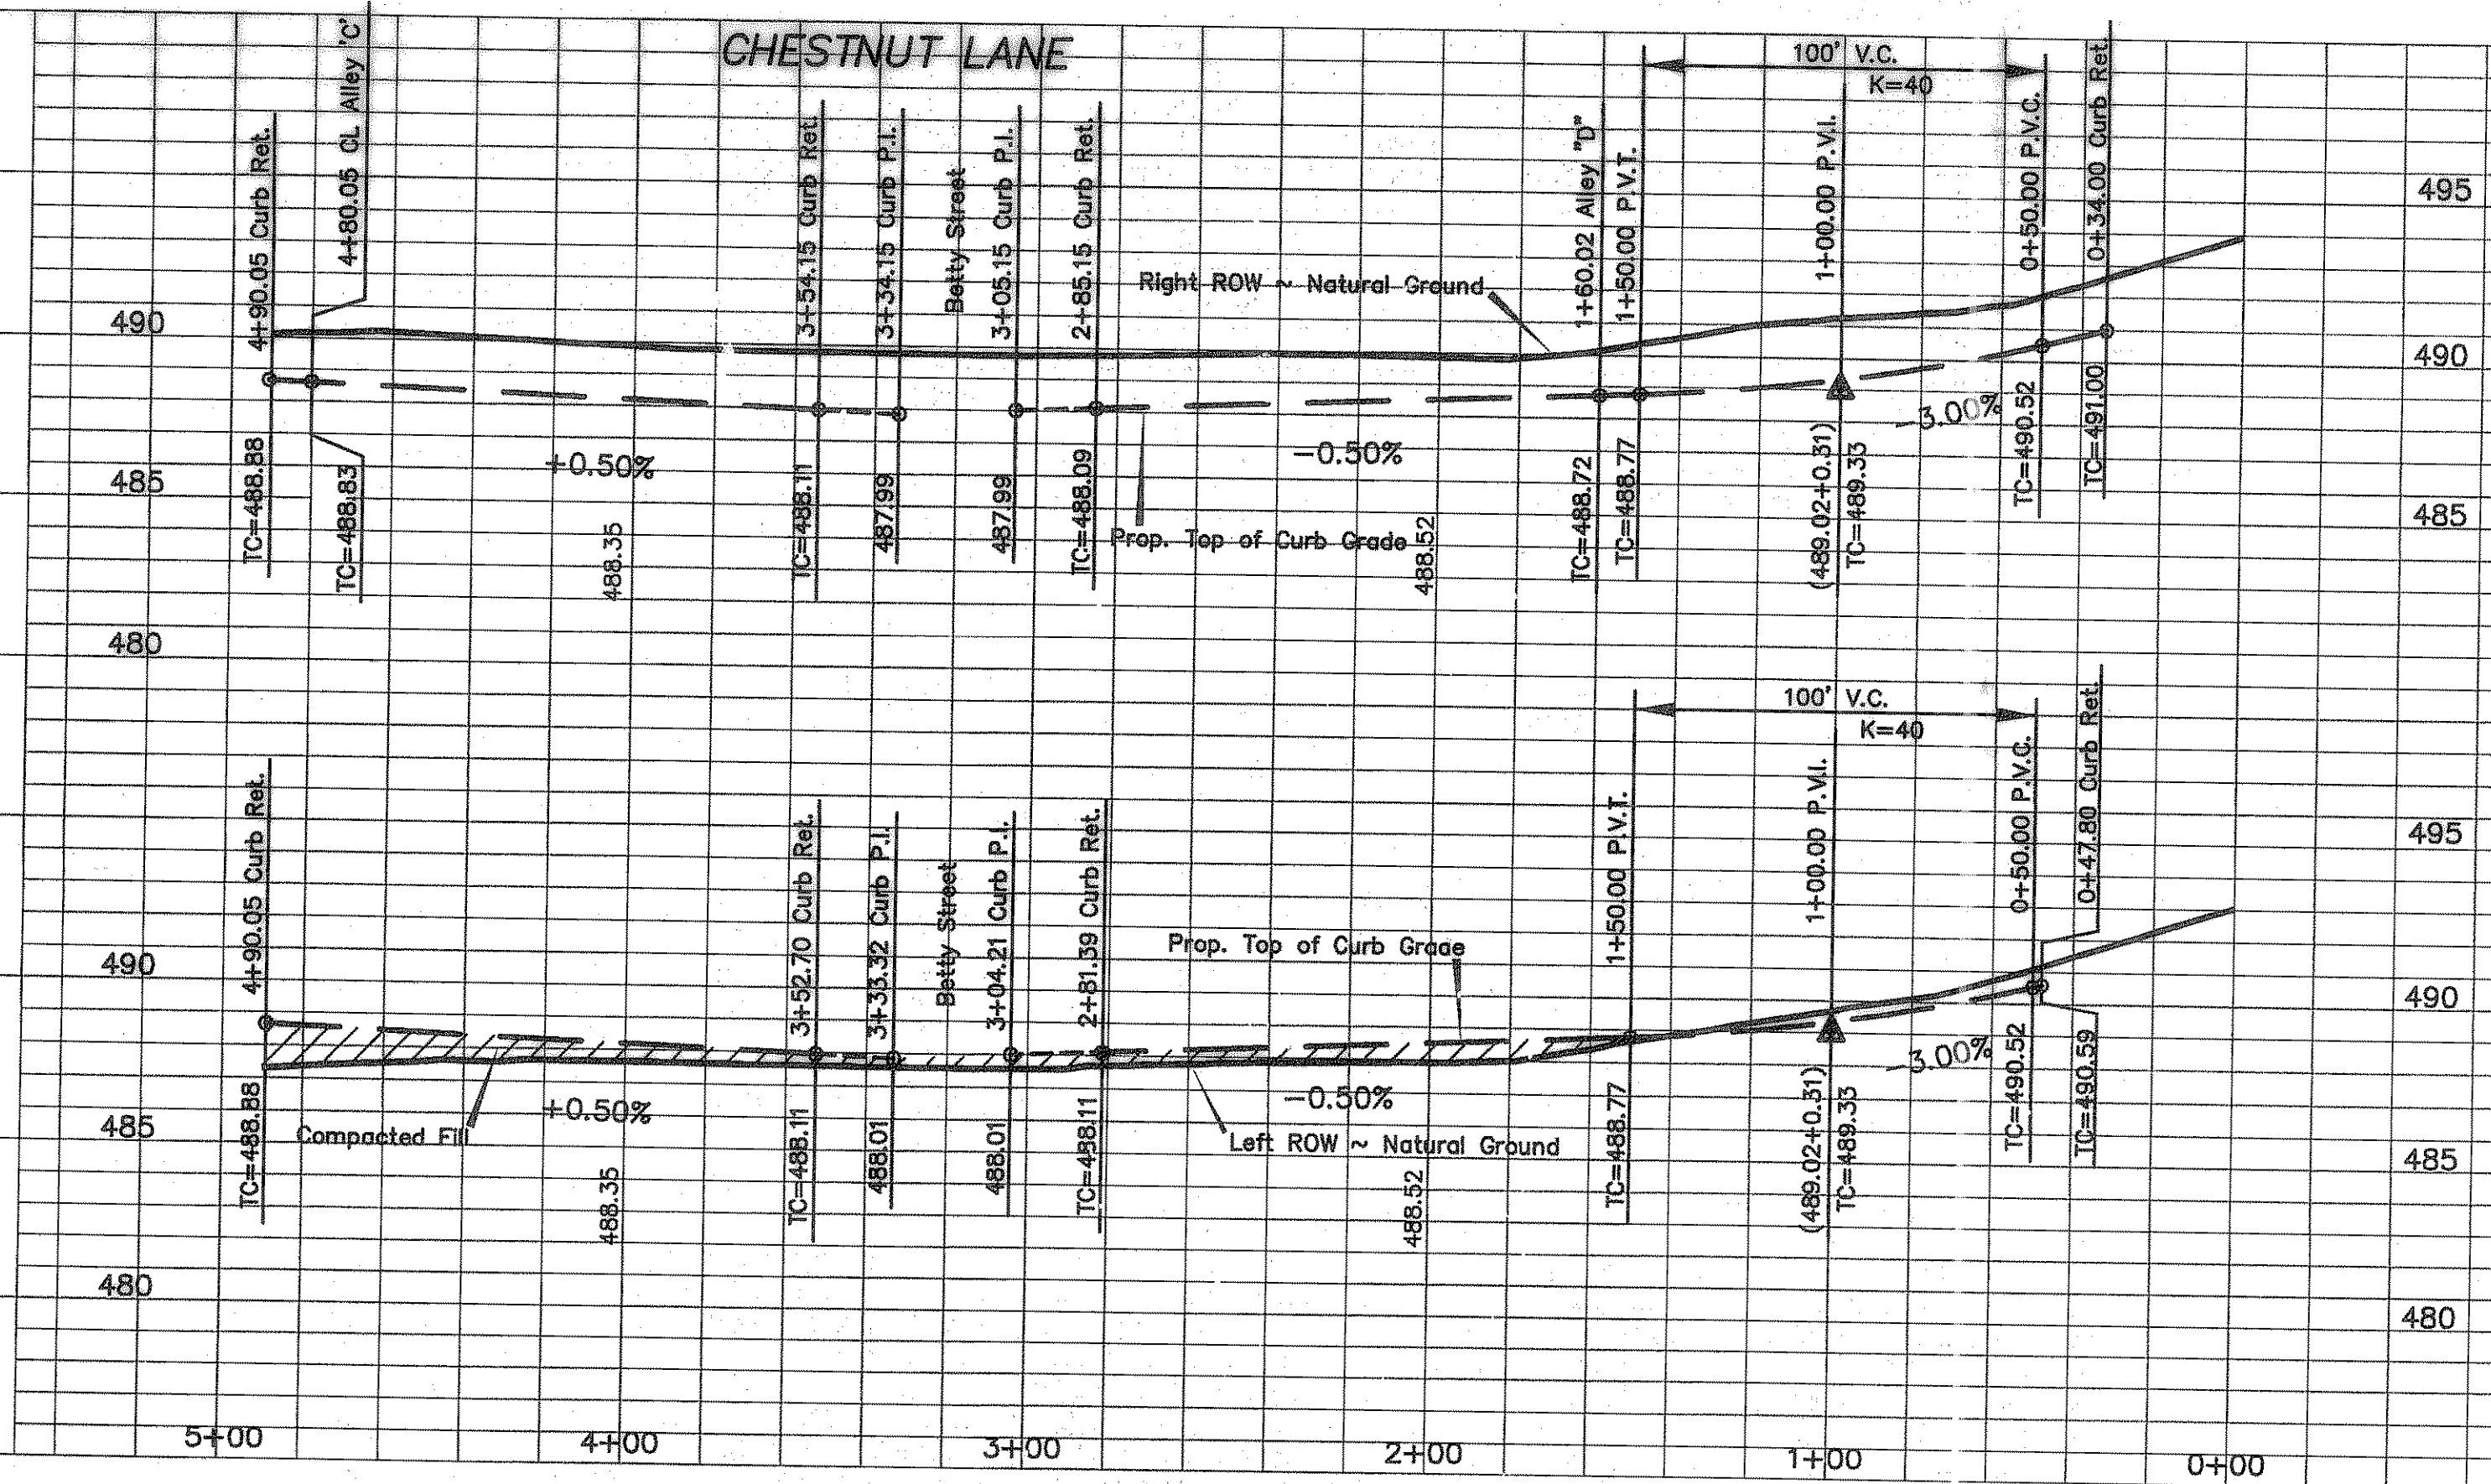 CHESTNUT LANE
100' V.C.
K=40
4+90.05 Curb Ret.
4+80.05 CL Alley 'C'
3+54.15 Curb Ret.
3+34.15 Curb P.I.
Betty Street
3+05.15 Curb P.I.
2+85.15 Curb Ret.
1+60.02 Alley "D"
1+50.00 P.V.T.
1+00.00 P.V.I.
0+50.00 P.V.C.
0+34.00 Curb Ret.
495
Right ROW ~ Natural Ground
490
490
485
485
480
+0.50%
-0.50%
-3.00%
TC=488.88
TC=488.83
488.35
TC=488.11
487.99
487.99
TC=488.09
Prop. Top of Curb Grade
488.52
TC=488.72
TC=488.77
(489.02+0.31)
TC=489.33
TC=490.52
TC=491.00
100' V.C.
K=40
4+90.05 Curb Ret.
3+52.70 Curb Ret.
3+33.32 Curb P.I.
Betty Street
3+04.21 Curb P.I.
2+81.39 Curb Ret.
1+50.00 P.V.T.
1+00.00 P.V.I.
0+50.00 P.V.C.
0+47.80 Curb Ret.
495
Prop. Top of Curb Grade
490
490
485
485
480
480
+0.50%
-0.50%
-3.00%
Compacted Fill
Left ROW ~ Natural Ground
TC=488.88
488.35
TC=488.11
488.01
488.01
TC=488.11
488.52
TC=488.77
(489.02+0.31)
TC=489.33
TC=490.52
TC=490.59
5+00
4+00
3+00
2+00
1+00
0+00